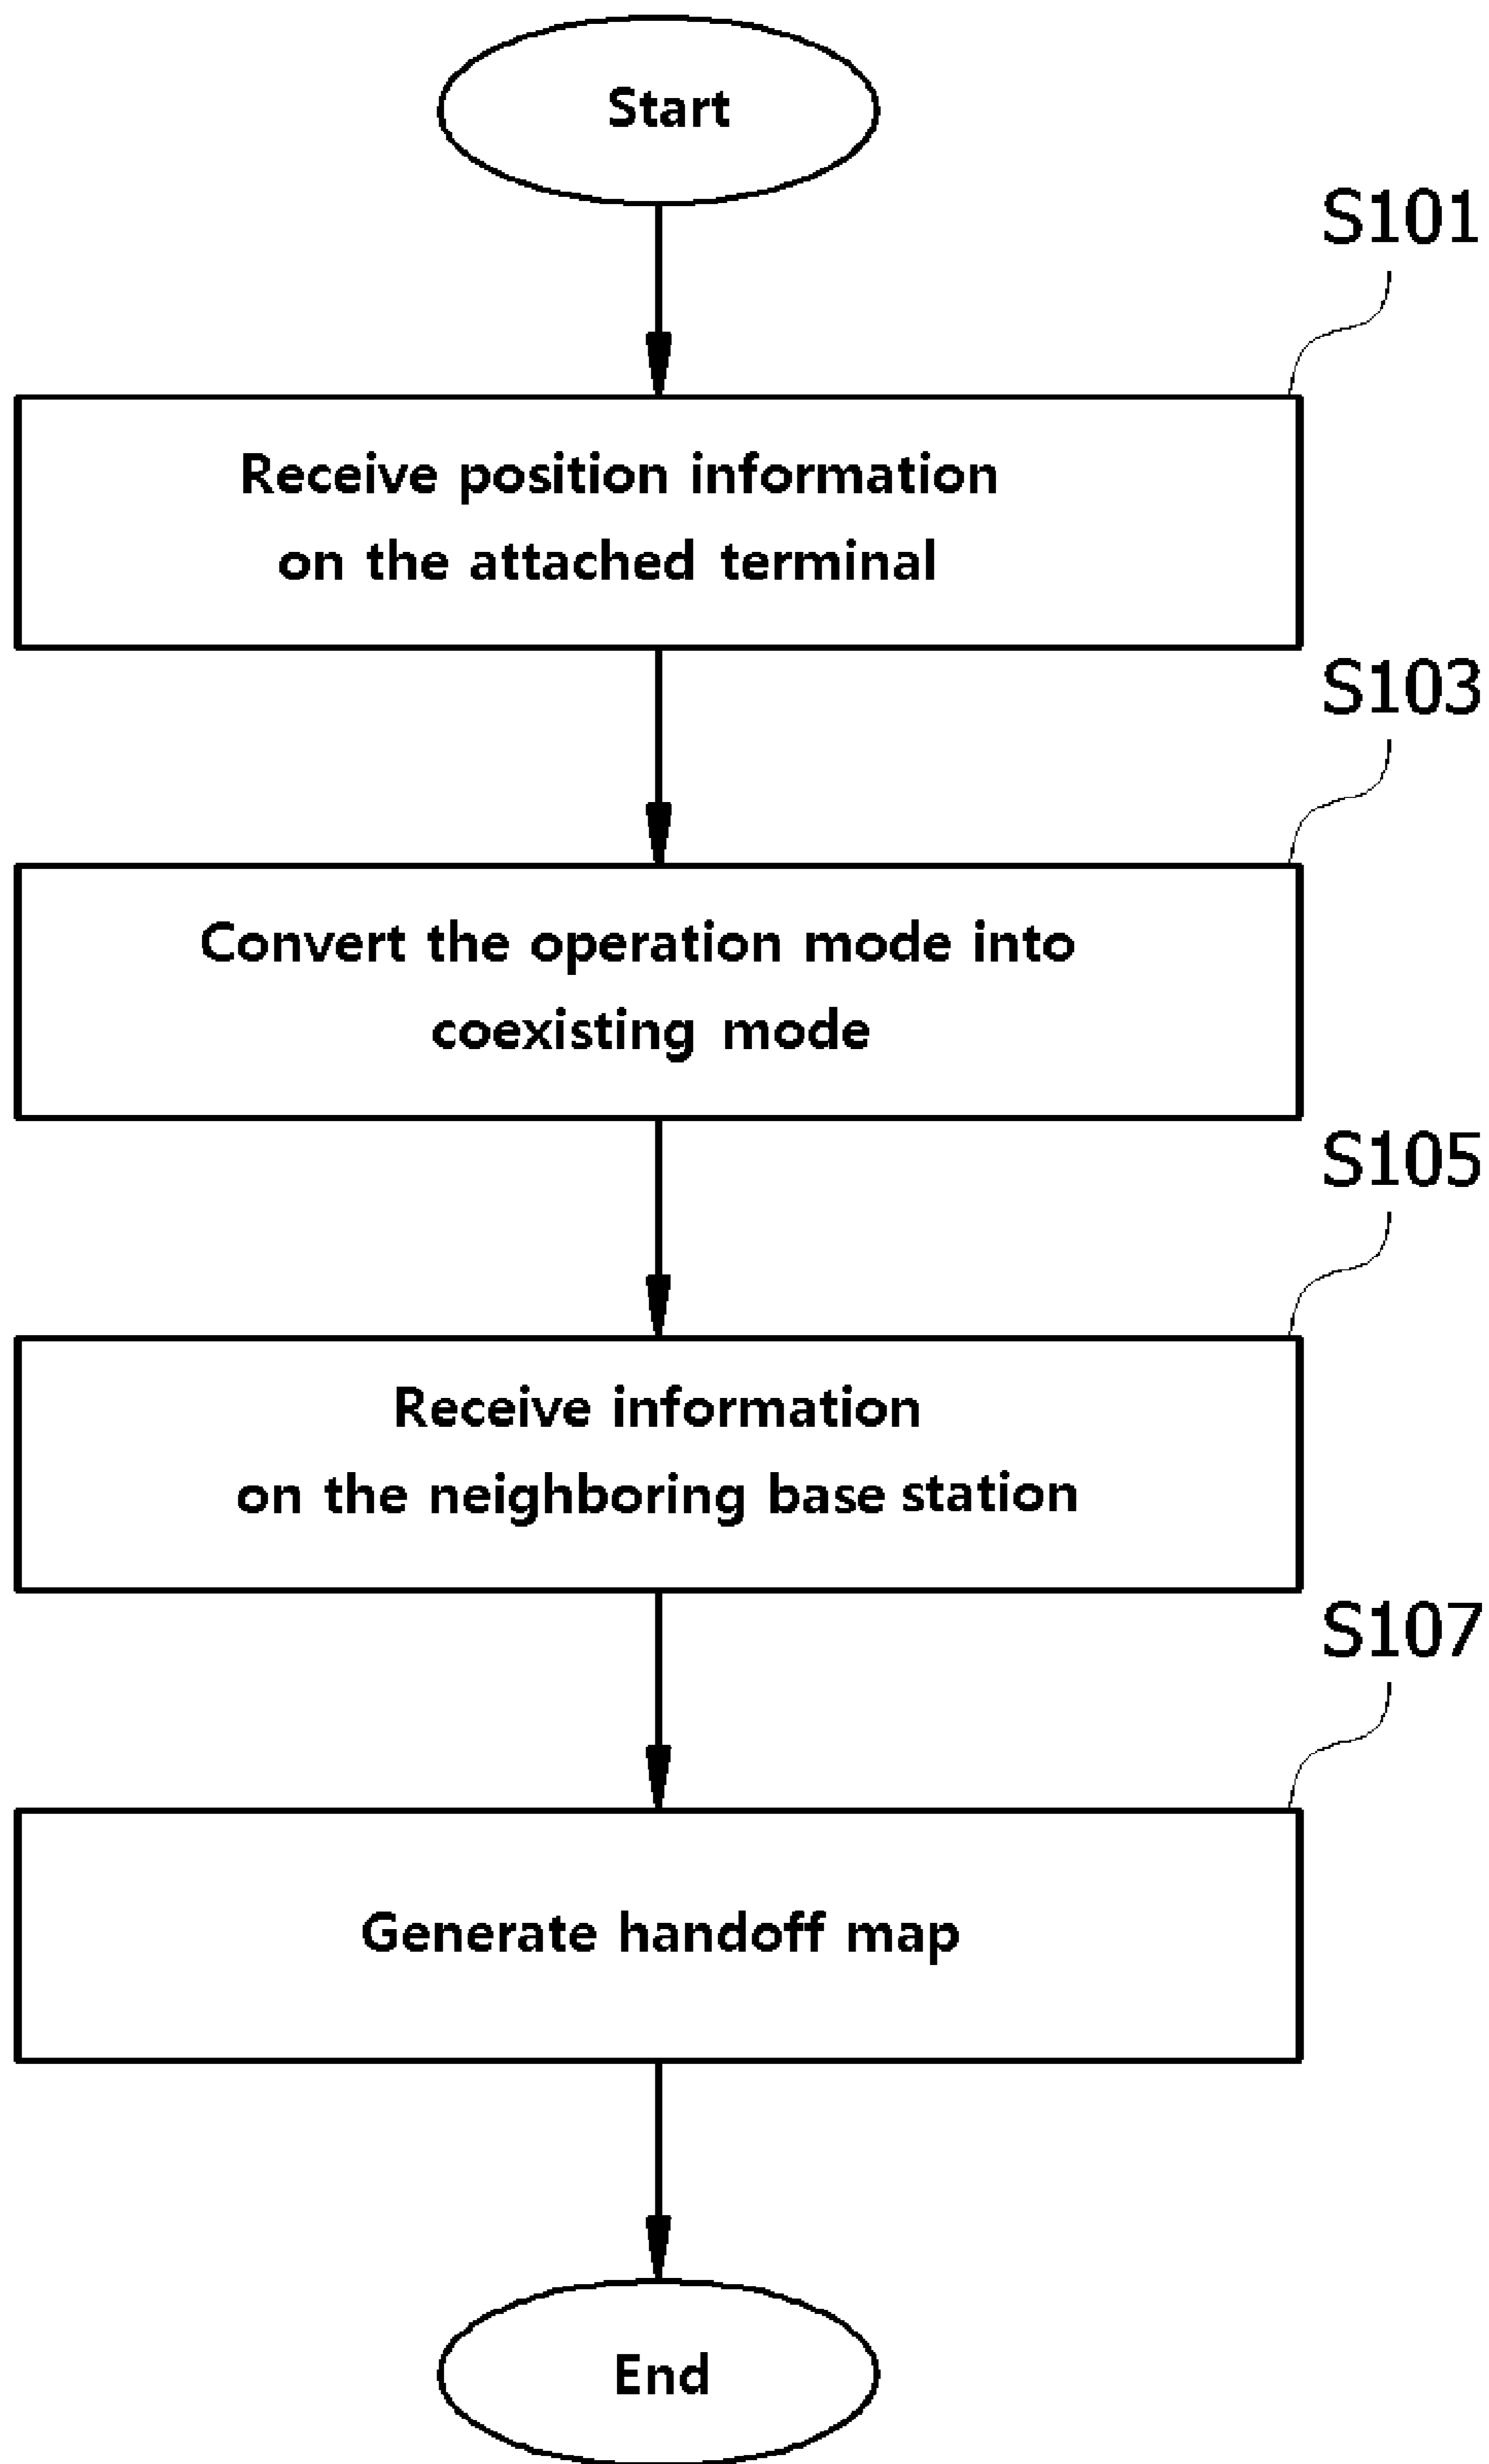 Start
S101
Receive position information
on the attached terminal
S103
Convert the operation mode into
coexisting mode
S105
Receive information
on the neighboring base station
S107
Generate handoff map
End